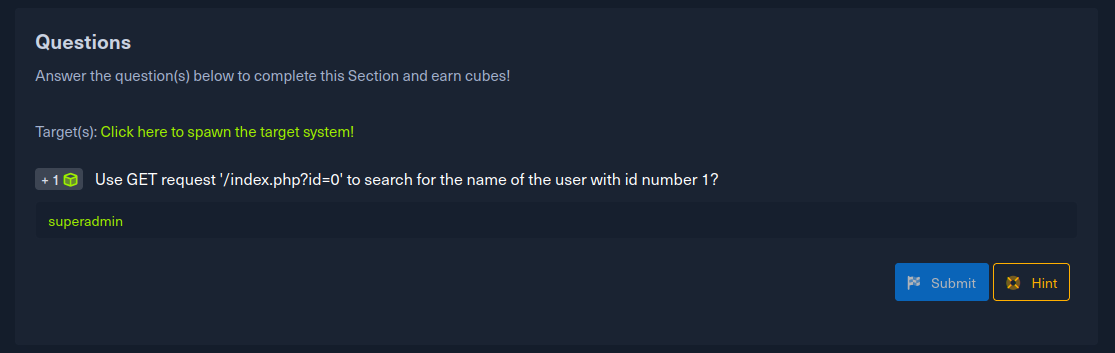 Questions
Answer the question(s) below to complete this Section and earn cubes!
Target(s): Click here to spawn the target system!
+ 1 Use GET request '/index.php?id=0' to search for the name of the user with id number 1?
superadmin
Submit Hint